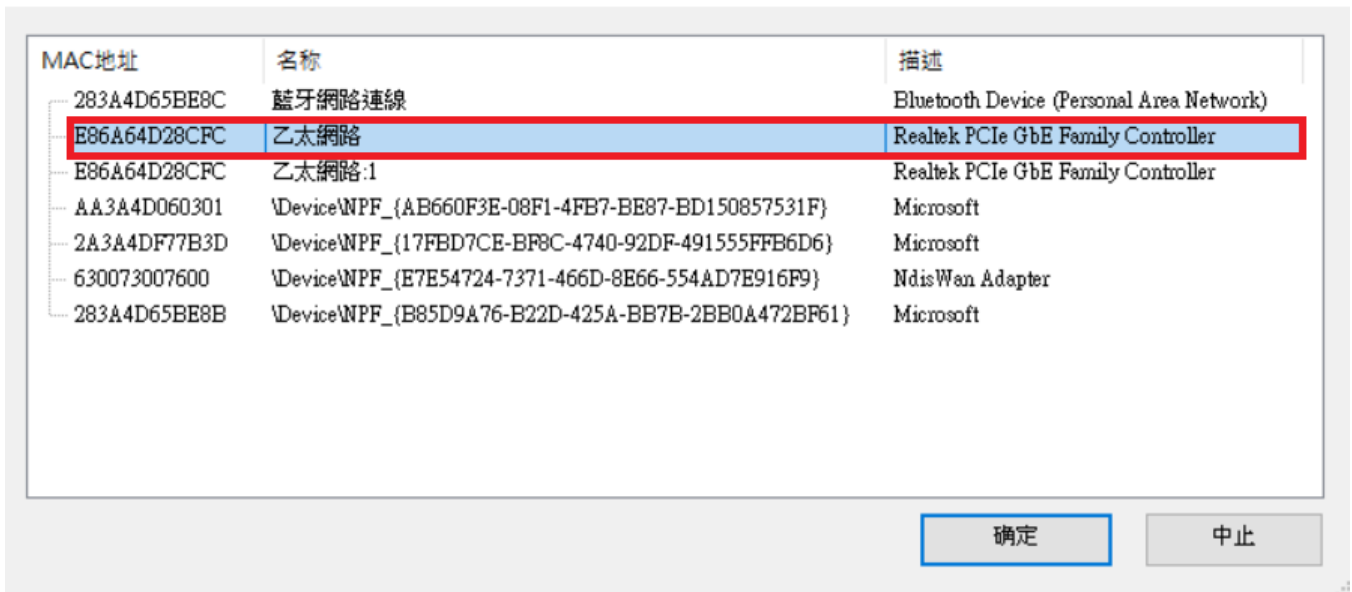 MAC地址 名称 描述
283A4D65BE8C 藍牙網路連線 Bluetooth Device (Personal Area Network)
E86A64D28CFC 乙太網路 Realtek PCIe GbE Family Controller
E86A64D28CFC 乙太網路:1 Realtek PCIe GbE Family Controller
AA3A4D060301 \Device\NPF_{AB660F3E-08F1-4FB7-BE87-BD150857531F} Microsoft
2A3A4DF77B3D \Device\NPF_{17FBD7CE-BF8C-4740-92DF-491555FFB6D6} Microsoft
630073007600 \Device\NPF_{E7E54724-7371-466D-8E66-554AD7E916F9} NdisWan Adapter
283A4D65BE8B \Device\NPF_{B85D9A76-B22D-425A-BB7B-2BB0A472BF61} Microsoft
确定 中止